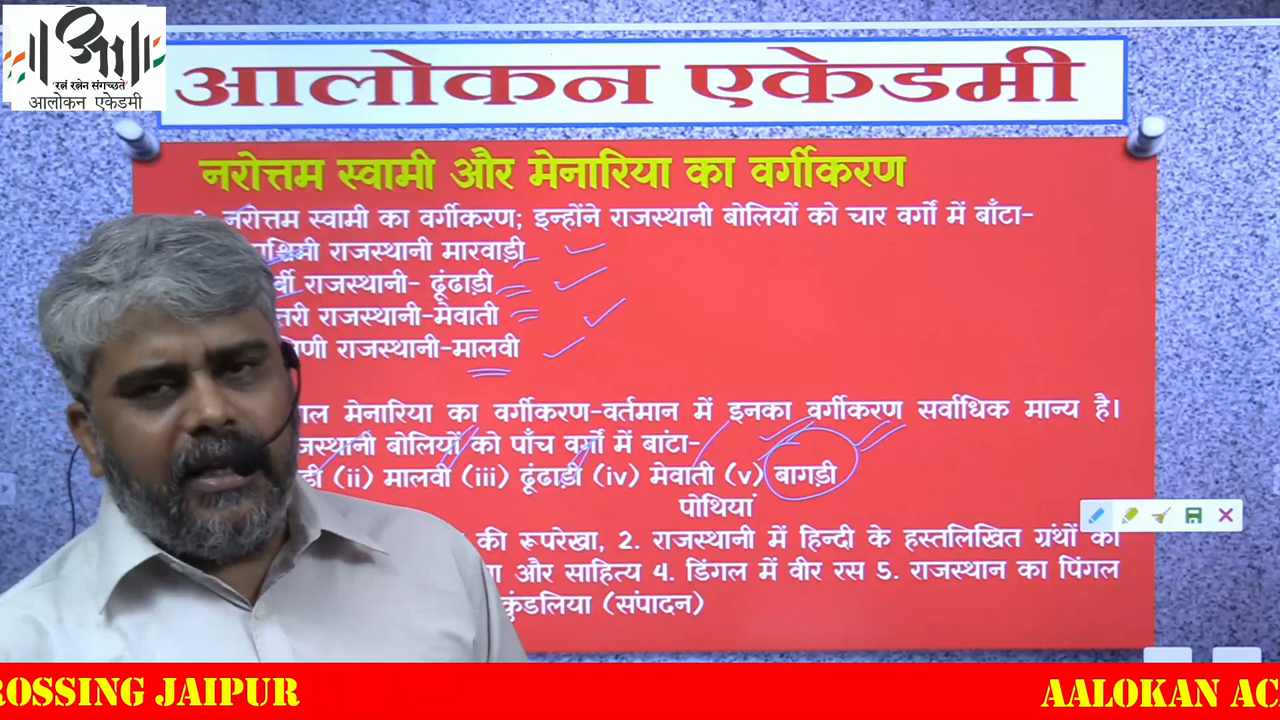 'रत्नं रत्नेन संगच्छते'
आलोकन एकेडमी
आलोकन एकेडमी
नरोत्तम स्वामी और मेनारिया का वर्गीकरण
नरोत्तम स्वामी का वर्गीकरण; इन्होंने राजस्थानी बोलियों को चार वर्गों में बाँटा-
राजस्थानी मारवाड़ी
राजस्थानी- ढूंढाड़ी
राजस्थानी-मेवाती
राजस्थानी-मालवी
मेनारिया का वर्गीकरण-वर्तमान में इनका वर्गीकरण सर्वाधिक मान्य है।
बोलियों को पाँच वर्गों में बांटा-
(ii) मालवी (iii) ढूंढाड़ी (iv) मेवाती (v) बागड़ी
पोथियां
की रूपरेखा, 2. राजस्थानी में हिन्दी के हस्तलिखित ग्रंथों की
और साहित्य 4. डिंगल में वीर रस 5. राजस्थान का पिंगल
कुंडलिया (संपादन)
ROSSING JAIPUR
AALOKAN AC